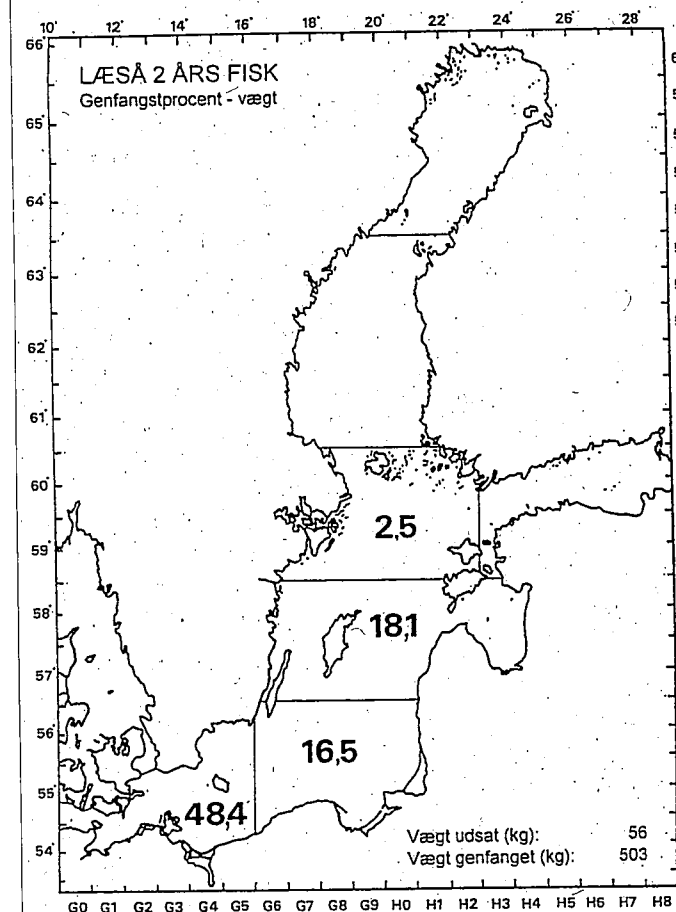 10° 12° 14° 16° 18° 20° 22° 24° 26° 28°
66°
LÆSÅ 2 ÅRS FISK
Genfangstprocent - vægt
65°
64°
63°
62°
61°
60°
2,5
59°
58°
18,1
57°
56°
16,5
55°
48,4
Vægt udsat (kg): 56
54°
Vægt genfanget (kg): 503
G0 G1 G2 G3 G4 G5 G6 G7 G8 G9 H0 H1 H2 H3 H4 H5 H6 H7 H8